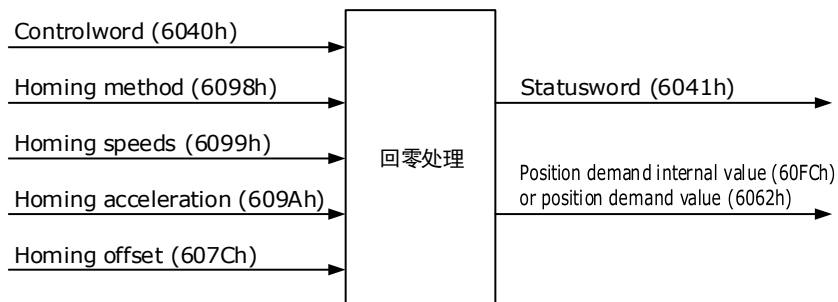 Controlword (6040h)
Homing method (6098h)
Homing speeds (6099h)
Homing acceleration (609Ah)
Homing offset (607Ch)
回零处理
Statusword (6041h)
Position demand internal value (60FCh)
or position demand value (6062h)